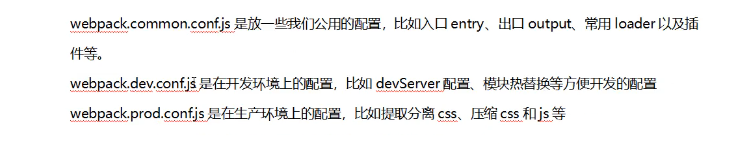 webpack.common.conf.js 是放一些我们公用的配置，比如入口 entry、出口 output、常用 loader 以及插
件等。
webpack.dev.conf.js 是在开发环境上的配置，比如 devServer 配置、模块热替换等方便开发的配置
webpack.prod.conf.js 是在生产环境上的配置，比如提取分离 css、压缩 css 和 js 等